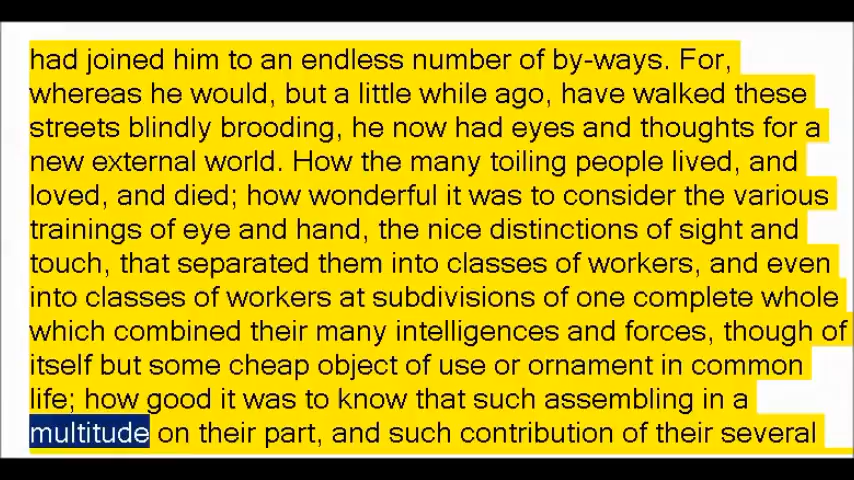 had joined him to an endless number of by-ways. For,
whereas he would, but a little while ago, have walked these
streets blindly brooding, he now had eyes and thoughts for a
new external world. How the many toiling people lived, and
loved, and died; how wonderful it was to consider the various
trainings of eye and hand, the nice distinctions of sight and
touch, that separated them into classes of workers, and even
into classes of workers at subdivisions of one complete whole
which combined their many intelligences and forces, though of
itself but some cheap object of use or ornament in common
life; how good it was to know that such assembling in a
multitude on their part, and such contribution of their several